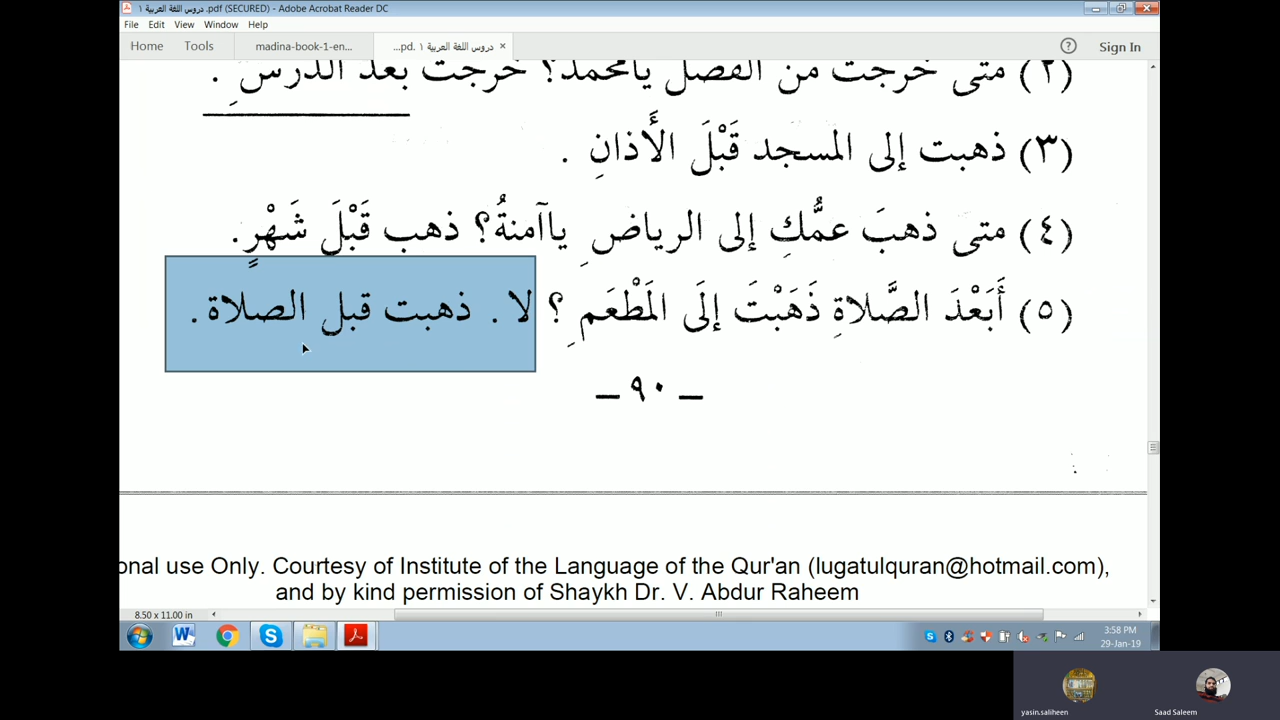 دروس اللغة العربية ١.pdf (SECURED) - Adobe Acrobat Reader DC
File Edit View Window Help
Home Tools madina-book-1-en... دروس اللغة العربية ١ .pd... × ? Sign In
(٢) متى خرجت من الفصل يامحمد؟ خرجت بعد الدرسِ .
(٣) ذهبت إلى المسجد قَبْلَ الأَذانِ .
(٤) متى ذهبَ عمُّكِ إلى الرياضِ ياآمنةُ؟ ذهب قَبْلَ شَهْرٍ.
(٥) أَبَعْدَ الصَّلاةِ ذَهَبْتَ إلَى المَطْعَمِ؟ لا . ذهبت قبل الصلاة .
– ٩٠ –
onal use Only. Courtesy of Institute of the Language of the Qur'an (lugatulquran@hotmail.com),
and by kind permission of Shaykh Dr. V. Abdur Raheem
8.50 x 11.00 in
3:58 PM
29-Jan-19
yasin.saliheen Saad Saleem